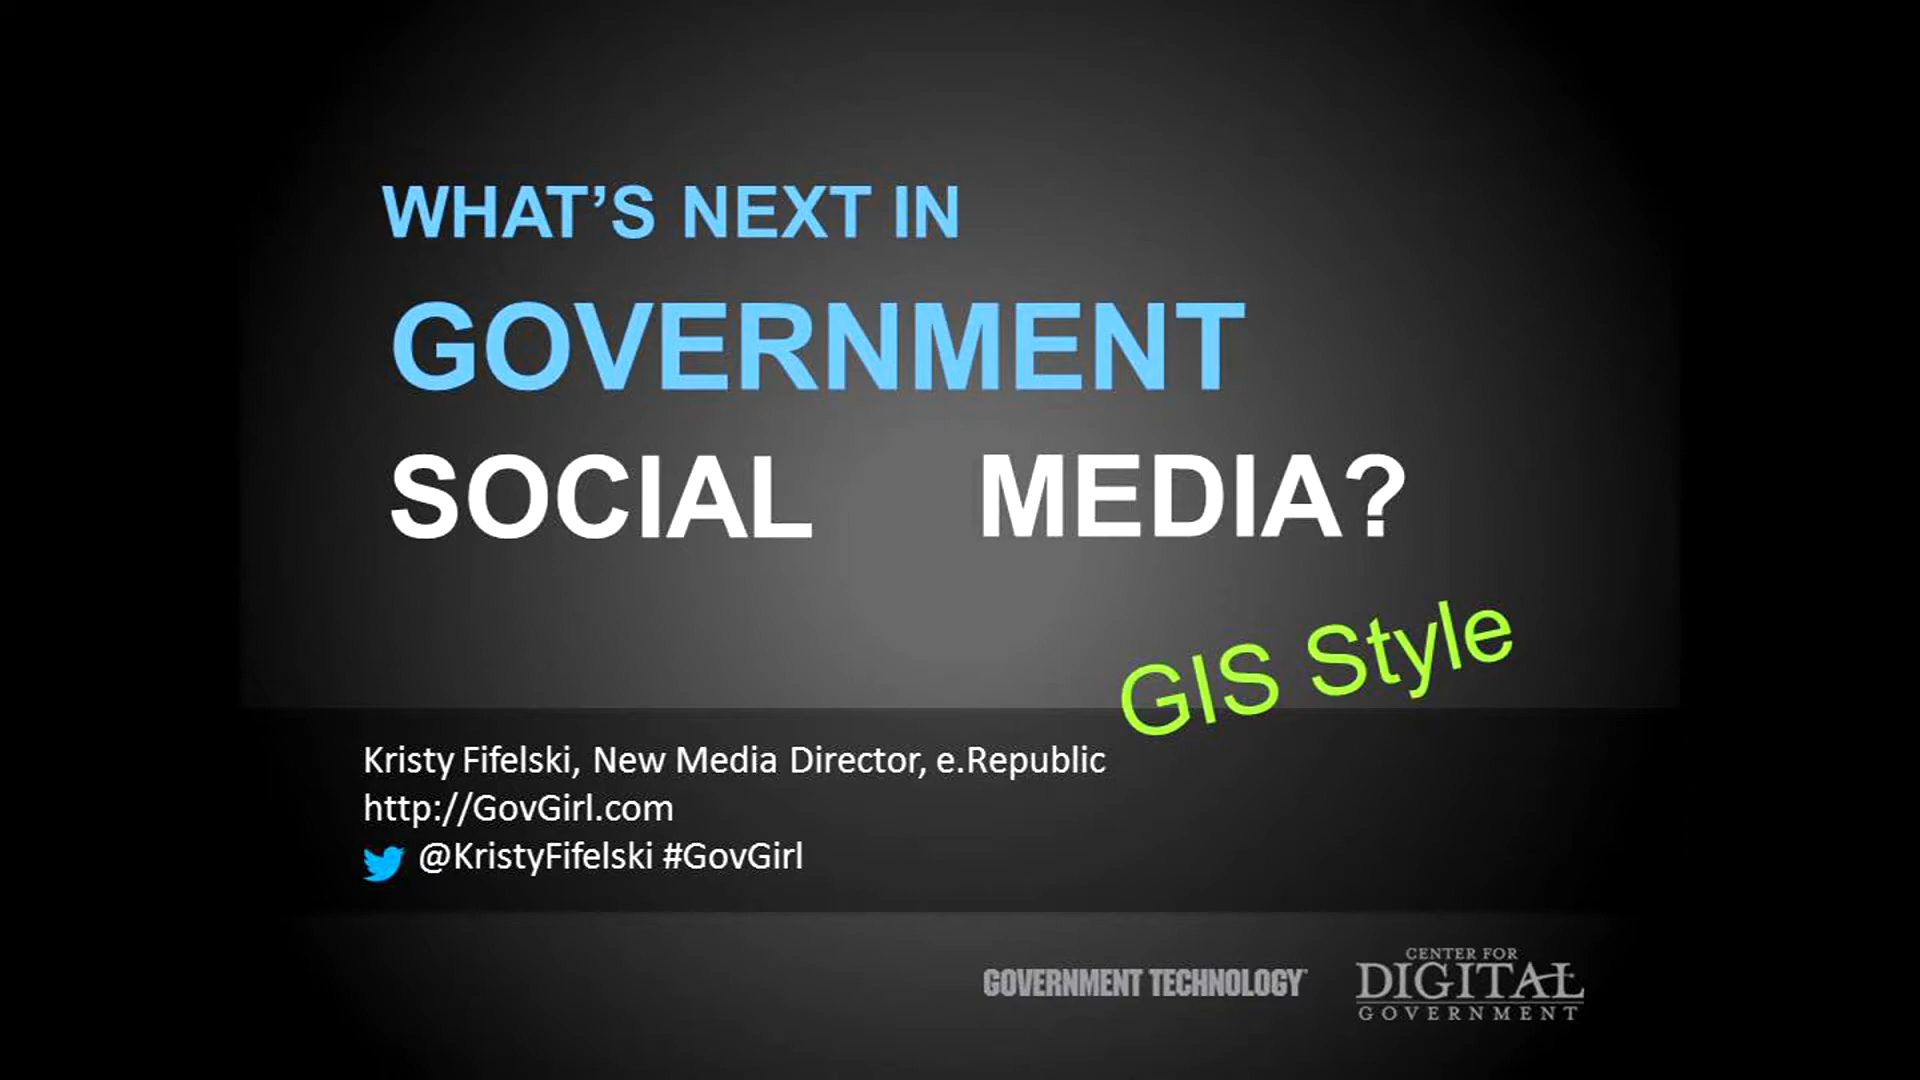 WHAT’S NEXT IN
GOVERNMENT
SOCIAL MEDIA?
GIS Style
Kristy Fifelski, New Media Director, e.Republic
http://GovGirl.com
@KristyFifelski #GovGirl
GOVERNMENT TECHNOLOGY
CENTER FOR
DIGITAL
GOVERNMENT